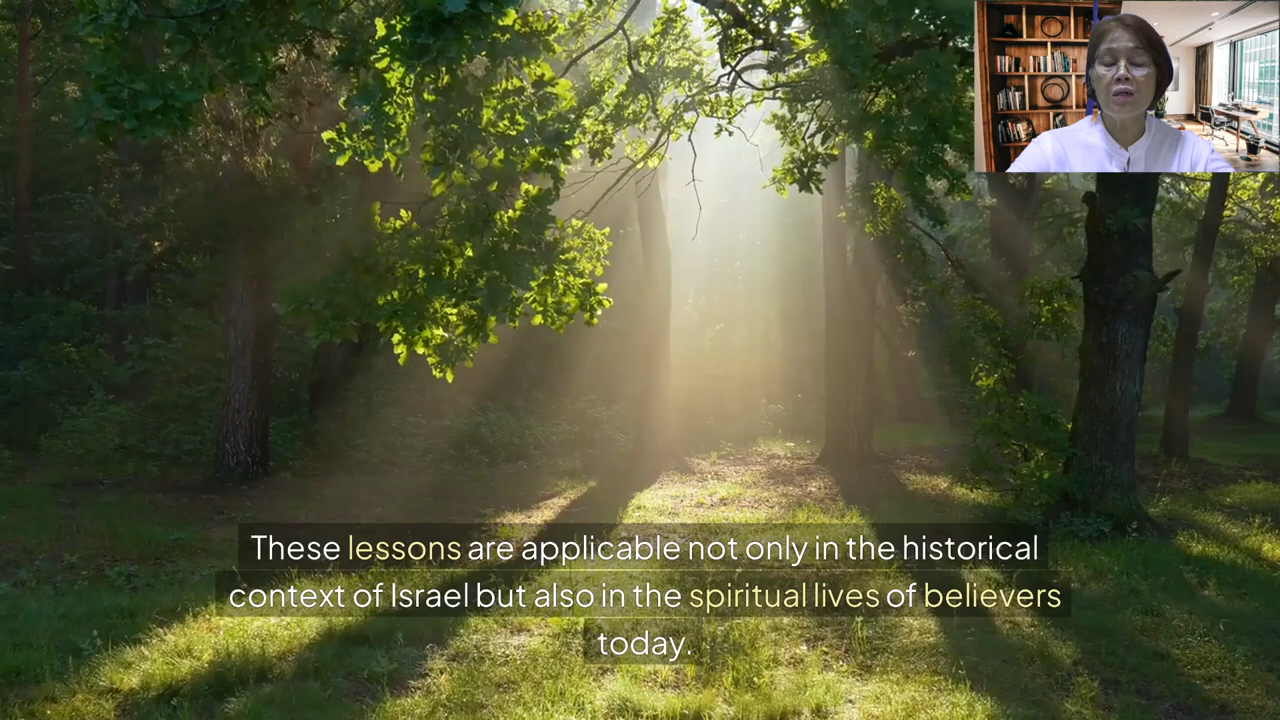 These lessons are applicable not only in the historical
context of Israel but also in the spiritual lives of believers
today.